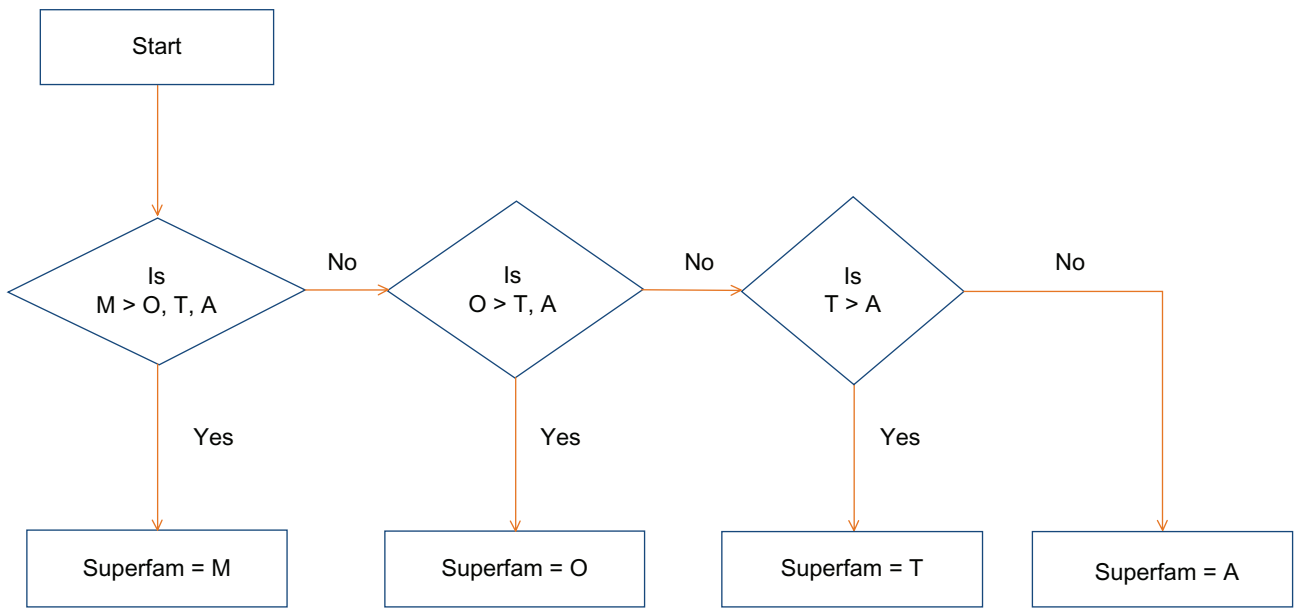 Start
Is
M > O, T, A
No
Is
O > T, A
No
Is
T > A
No
Yes
Yes
Yes
Superfam = M
Superfam = O
Superfam = T
Superfam = A